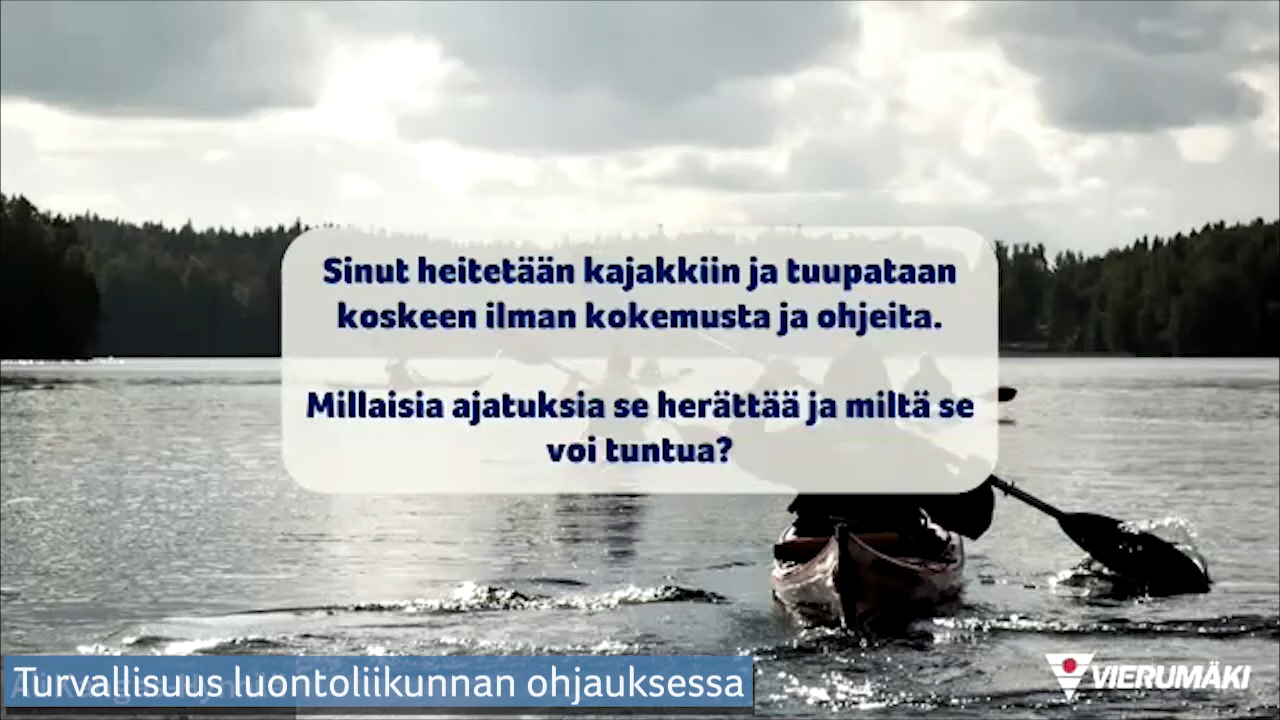 Sinut heitetään kajakkiin ja tuupataan
koskeen ilman kokemusta ja ohjeita.
Millaisia ajatuksia se herättää ja miltä se
voi tuntua?
Turvallisuus luontoliikunnan ohjauksessa
VIERUMÄKI